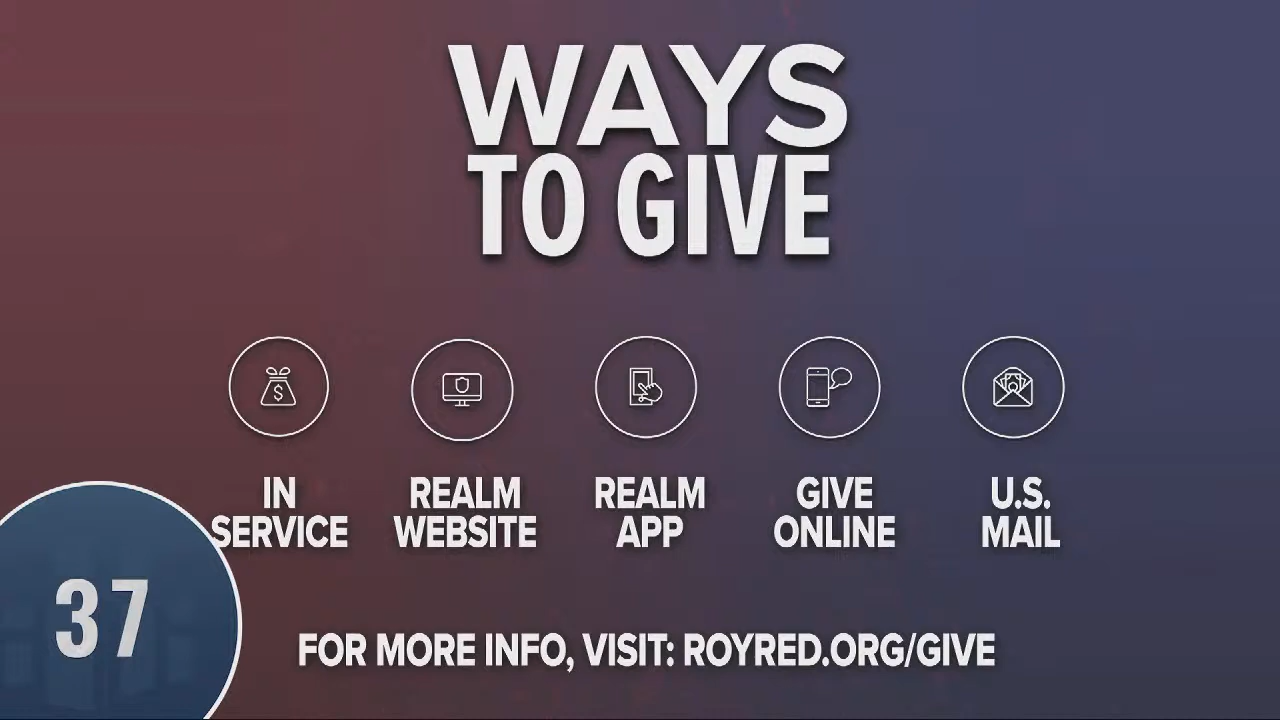 WAYS
TO GIVE
$
IN
SERVICE
REALM
WEBSITE
REALM
APP
GIVE
ONLINE
U.S.
MAIL
37
FOR MORE INFO, VISIT: ROYRED.ORG/GIVE